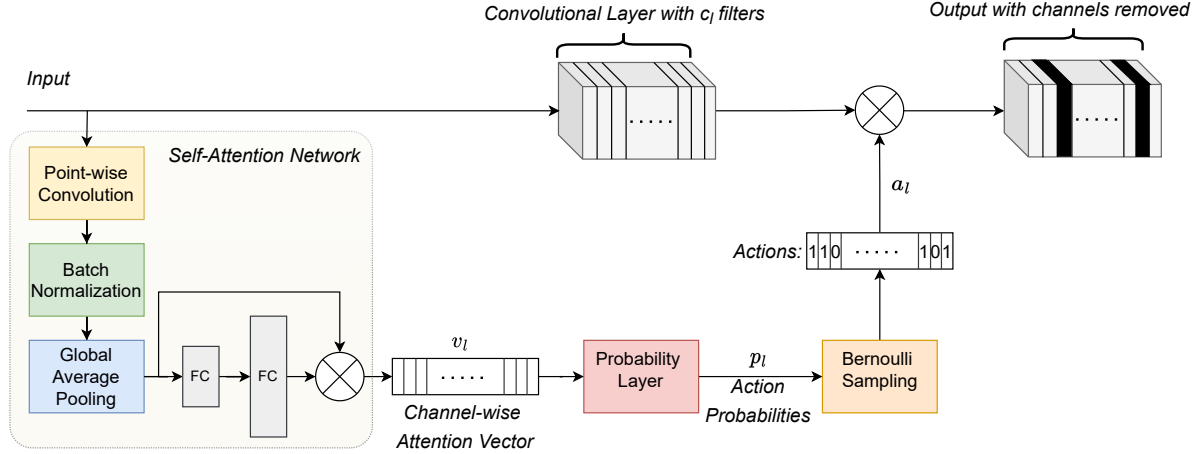 Convolutional Layer with c_l filters
Output with channels removed
Input
.....
.....
Self-Attention Network
Point-wise
Convolution
a_l
Actions:
110 ..... 101
Batch
Normalization
v_l
Global
Average
Pooling
FC
FC
.....
Probability
Layer
p_l
Action
Probabilities
Bernoulli
Sampling
Channel-wise
Attention Vector